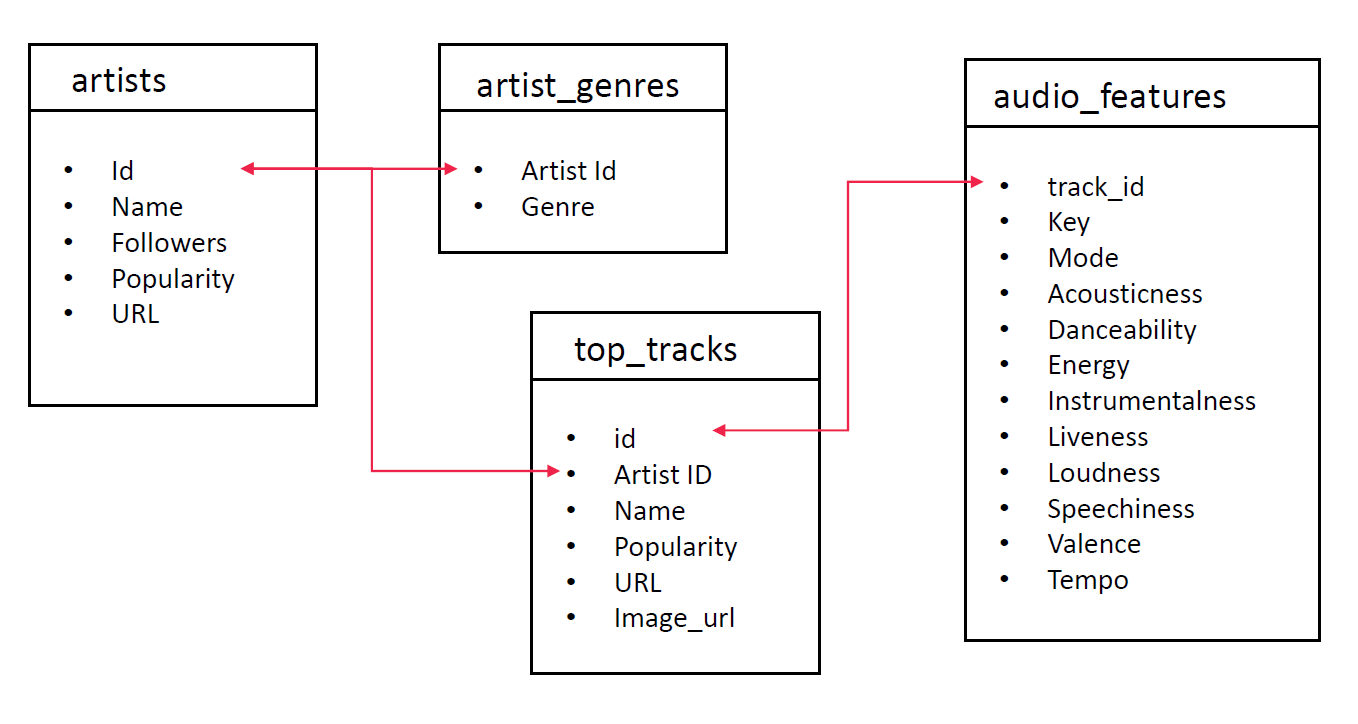 artists
• Id
• Name
• Followers
• Popularity
• URL
artist_genres
• Artist Id
• Genre
top_tracks
• id
• Artist ID
• Name
• Popularity
• URL
• Image_url
audio_features
• track_id
• Key
• Mode
• Acousticness
• Danceability
• Energy
• Instrumentalness
• Liveness
• Loudness
• Speechiness
• Valence
• Tempo